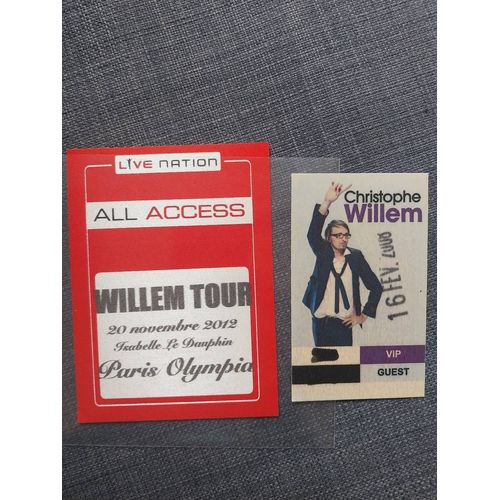 LIVE NATION
ALL ACCESS
WILLEM TOUR
20 novembre 2012
Isabelle Le Dauphin
Paris Olympia
Christophe
Willem
16 FEV. 2008
VIP
GUEST